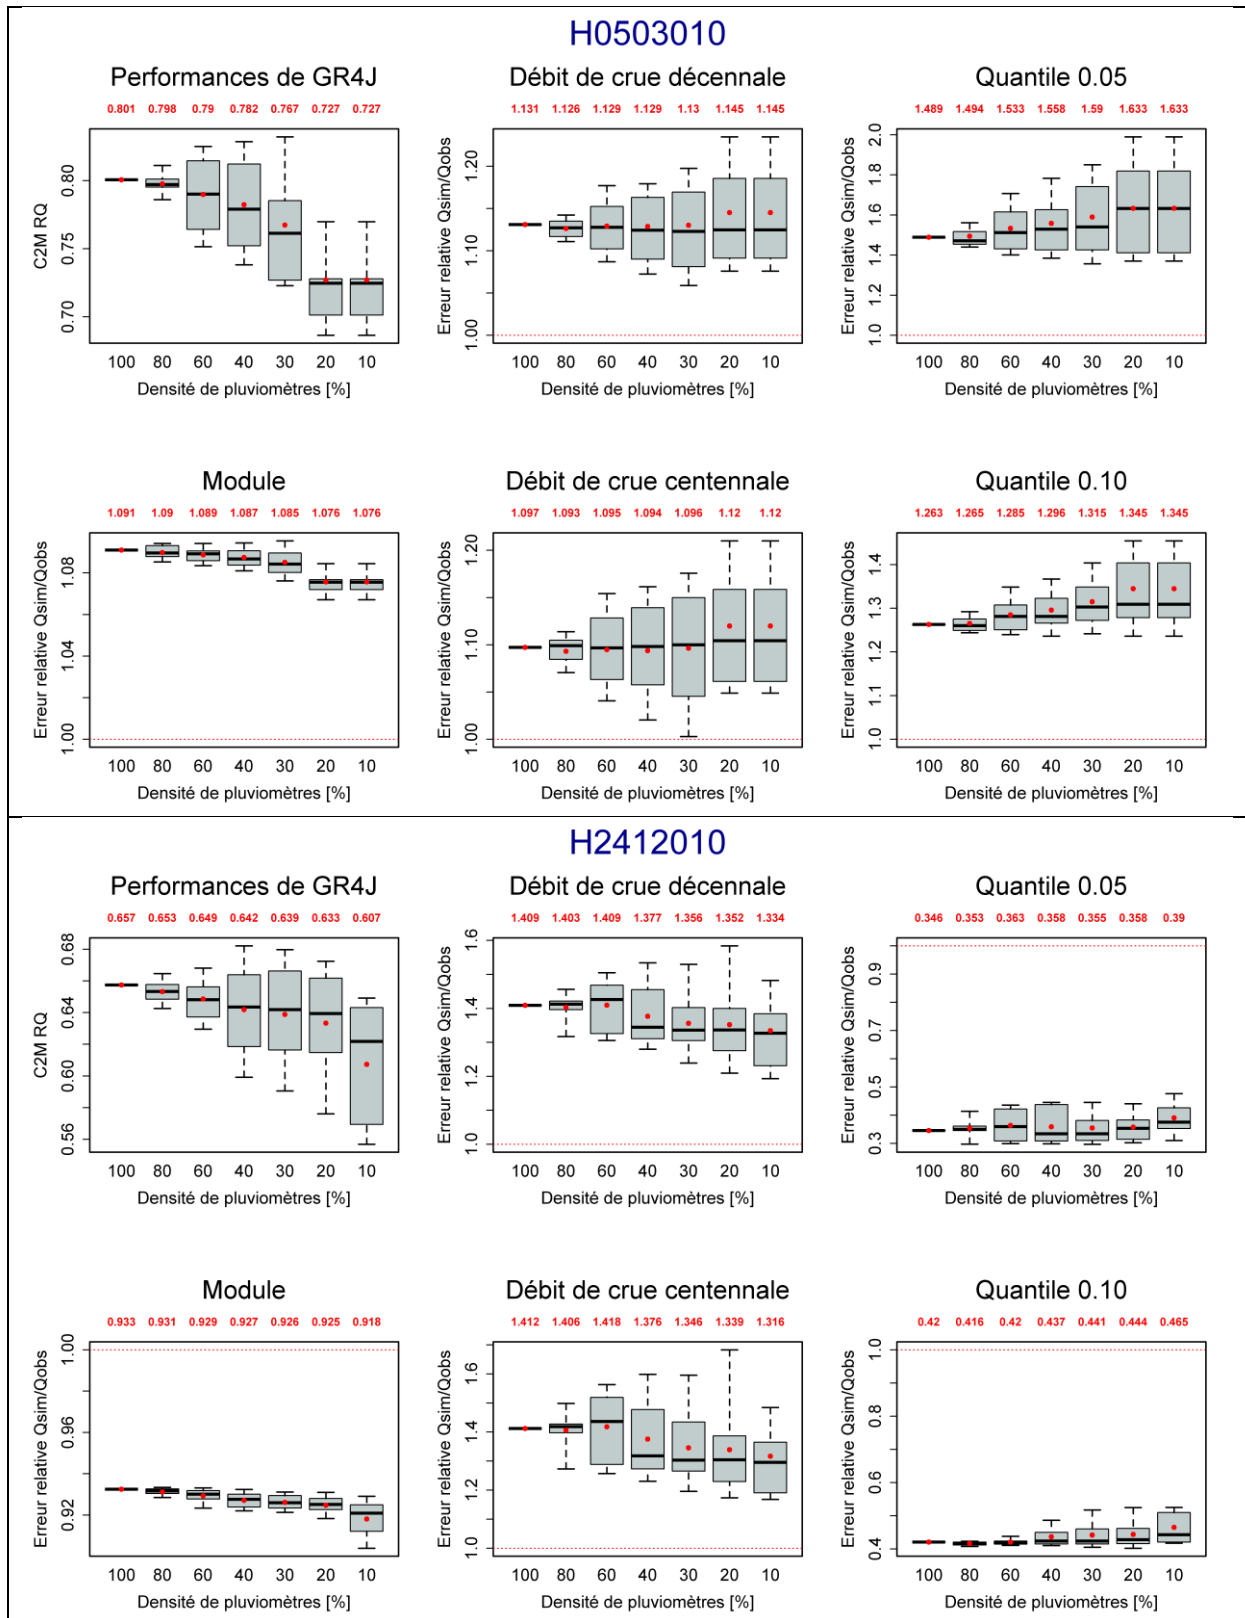 H0503010
Performances de GR4J
0.801 0.798 0.79 0.782 0.767 0.727 0.727
C2M RQ
0.80
0.75
0.70
100 80 60 40 30 20 10
Densité de pluviomètres [%]
Débit de crue décennale
1.131 1.126 1.129 1.129 1.13 1.145 1.145
Erreur relative Qsim/Qobs
1.20
1.10
1.00
100 80 60 40 30 20 10
Densité de pluviomètres [%]
Quantile 0.05
1.489 1.494 1.533 1.558 1.59 1.633 1.633
Erreur relative Qsim/Qobs
2.0
1.8
1.6
1.4
1.2
1.0
100 80 60 40 30 20 10
Densité de pluviomètres [%]
Module
1.091 1.09 1.089 1.087 1.085 1.076 1.076
Erreur relative Qsim/Qobs
1.08
1.04
1.00
100 80 60 40 30 20 10
Densité de pluviomètres [%]
Débit de crue centennale
1.097 1.093 1.095 1.094 1.096 1.12 1.12
Erreur relative Qsim/Qobs
1.20
1.10
1.00
100 80 60 40 30 20 10
Densité de pluviomètres [%]
Quantile 0.10
1.263 1.265 1.285 1.296 1.315 1.345 1.345
Erreur relative Qsim/Qobs
1.4
1.3
1.2
1.1
1.0
100 80 60 40 30 20 10
Densité de pluviomètres [%]
H2412010
Performances de GR4J
0.657 0.653 0.649 0.642 0.639 0.633 0.607
C2M RQ
0.68
0.64
0.60
0.56
100 80 60 40 30 20 10
Densité de pluviomètres [%]
Débit de crue décennale
1.409 1.403 1.409 1.377 1.356 1.352 1.334
Erreur relative Qsim/Qobs
1.6
1.4
1.2
1.0
100 80 60 40 30 20 10
Densité de pluviomètres [%]
Quantile 0.05
0.346 0.353 0.363 0.358 0.355 0.358 0.39
Erreur relative Qsim/Qobs
0.9
0.7
0.5
0.3
100 80 60 40 30 20 10
Densité de pluviomètres [%]
Module
0.933 0.931 0.929 0.927 0.926 0.925 0.918
Erreur relative Qsim/Qobs
1.00
0.96
0.92
100 80 60 40 30 20 10
Densité de pluviomètres [%]
Débit de crue centennale
1.412 1.406 1.418 1.376 1.346 1.339 1.316
Erreur relative Qsim/Qobs
1.6
1.4
1.2
1.0
100 80 60 40 30 20 10
Densité de pluviomètres [%]
Quantile 0.10
0.42 0.416 0.42 0.437 0.441 0.444 0.465
Erreur relative Qsim/Qobs
1.0
0.8
0.6
0.4
100 80 60 40 30 20 10
Densité de pluviomètres [%]